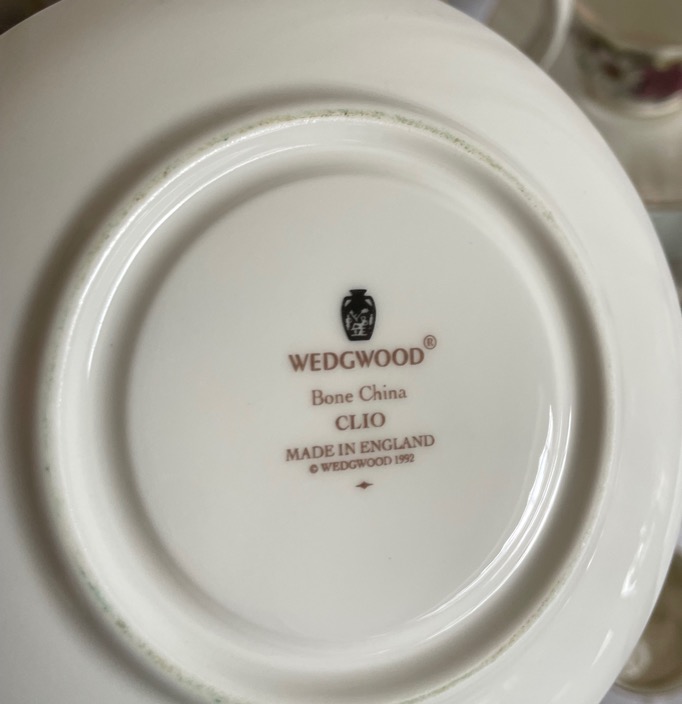 WEDGWOOD®
Bone China
CLIO
MADE IN ENGLAND
© WEDGWOOD 1992